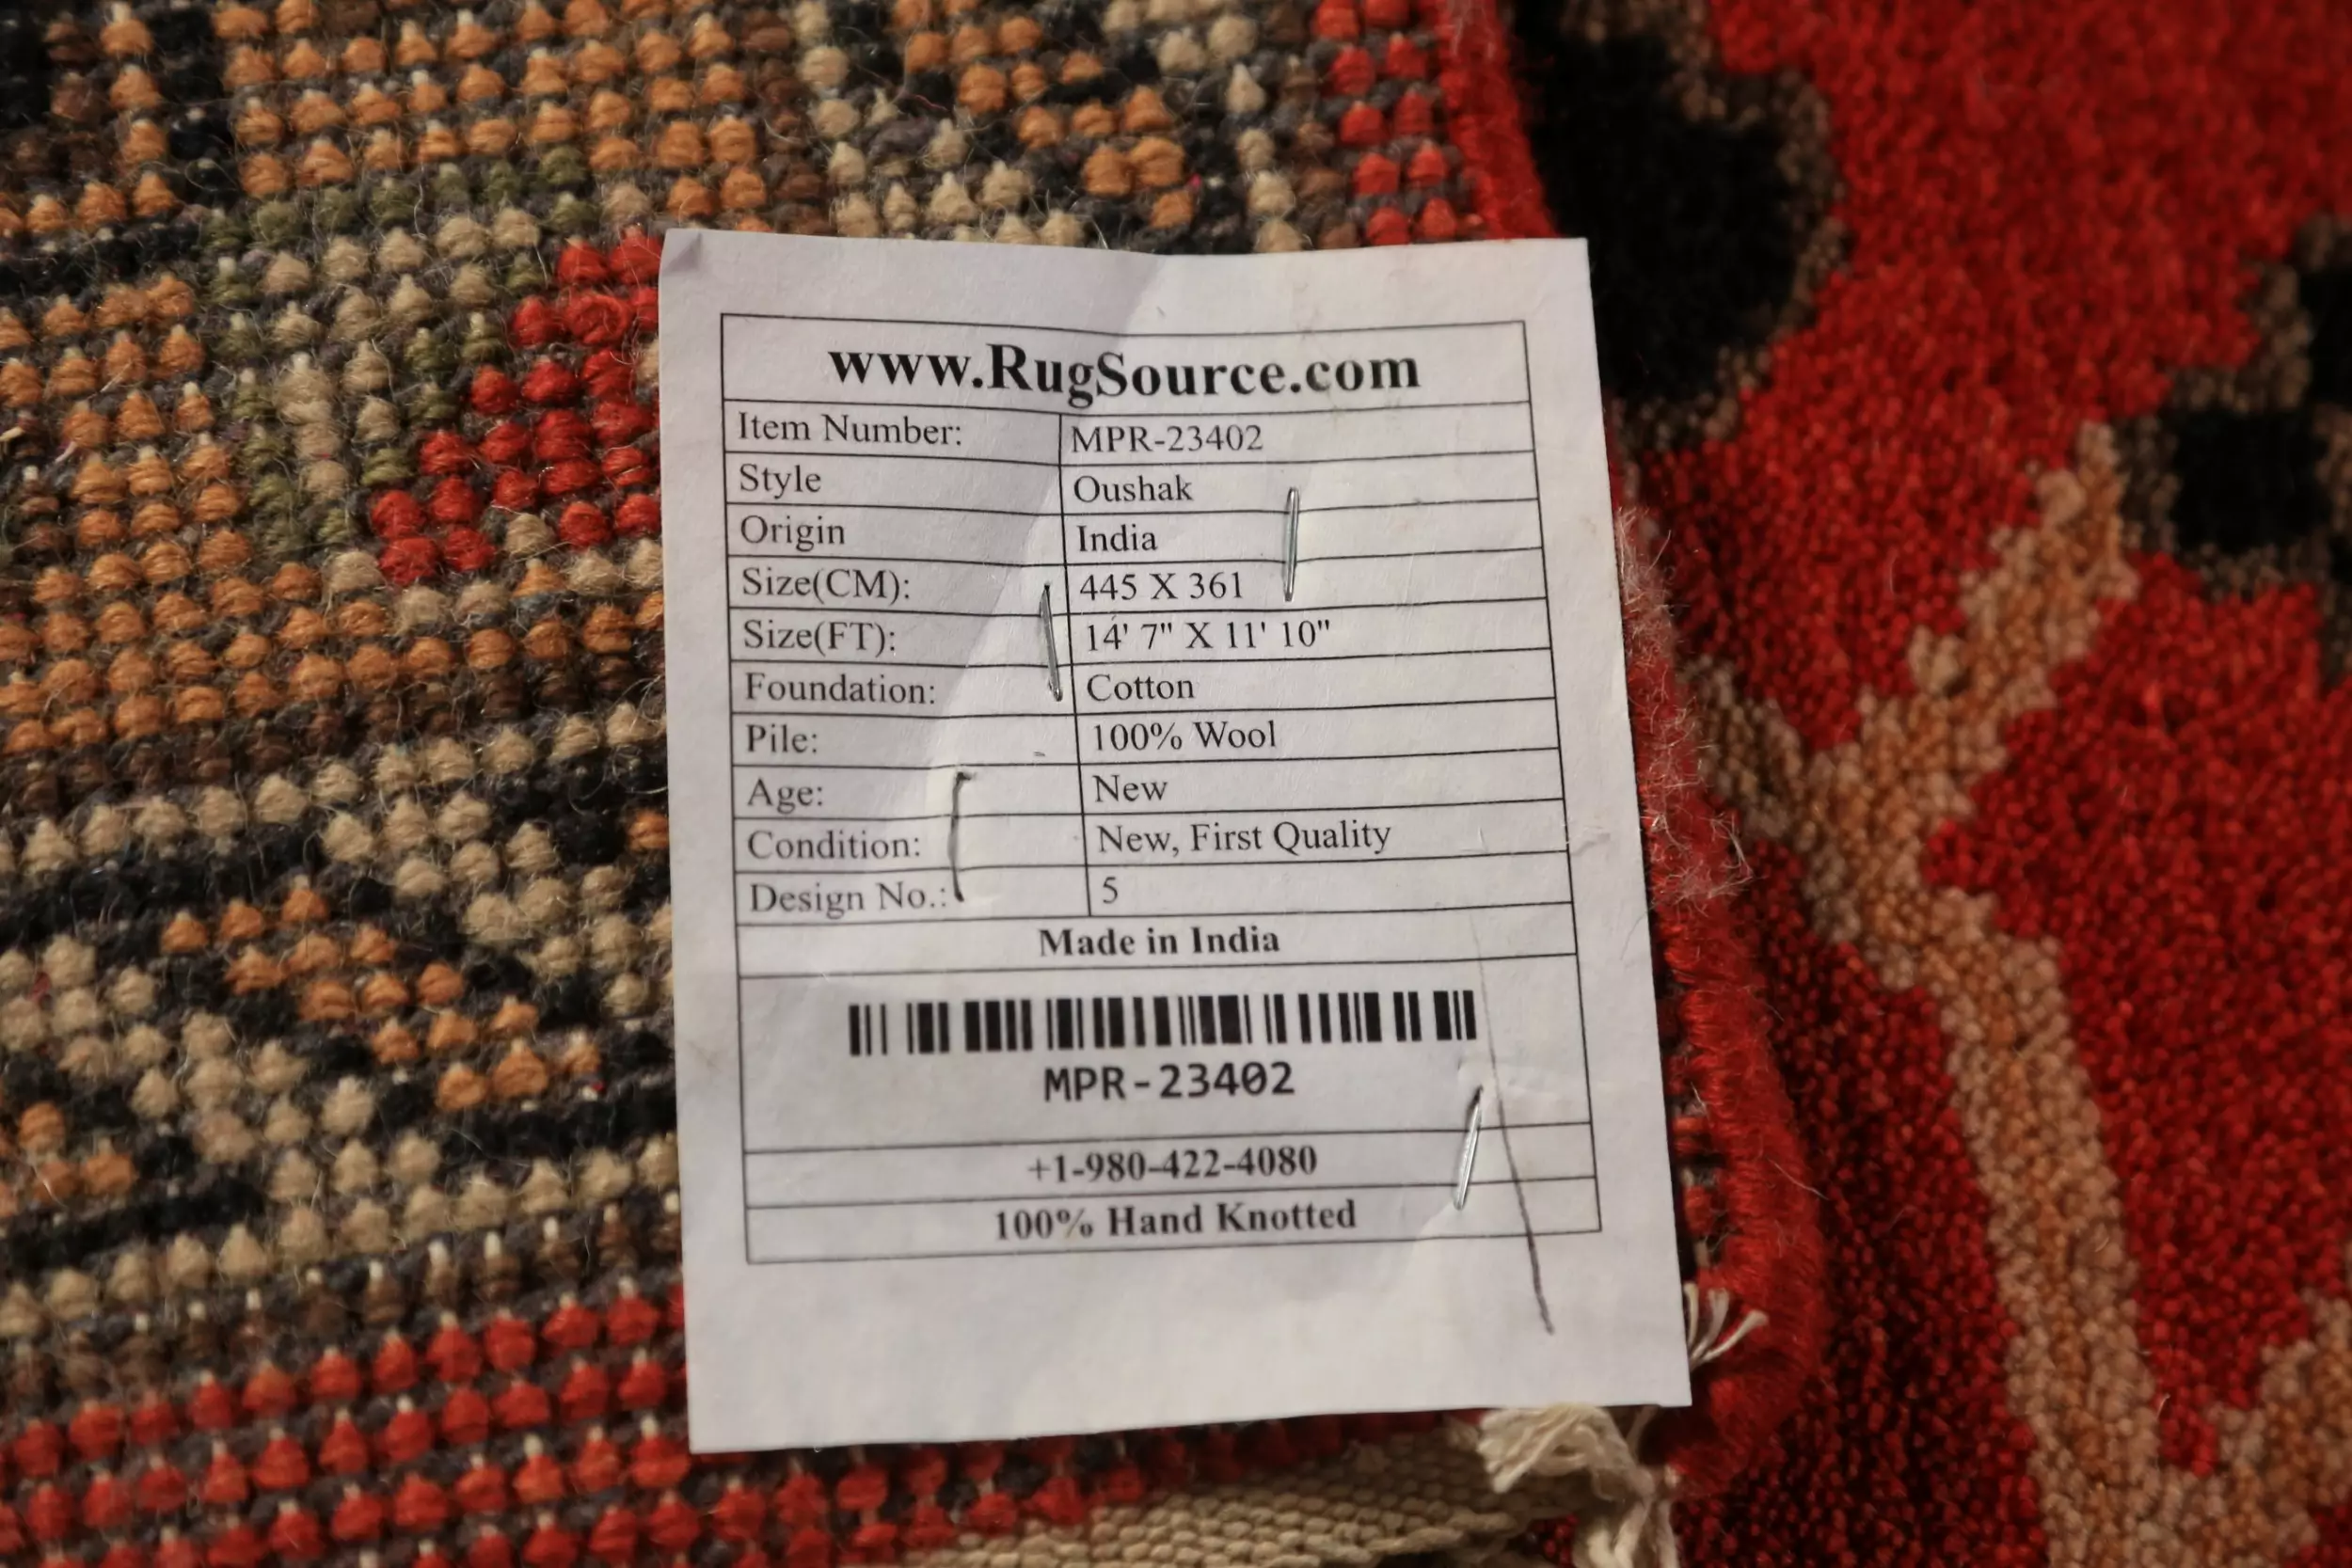 www.RugSource.com
Item Number: MPR-23402
Style Oushak
Origin India
Size(CM): 445 X 361
Size(FT): 14' 7" X 11' 10"
Foundation: Cotton
Pile: 100% Wool
Age: New
Condition: New, First Quality
Design No.: 5
Made in India
MPR-23402
+1-980-422-4080
100% Hand Knotted